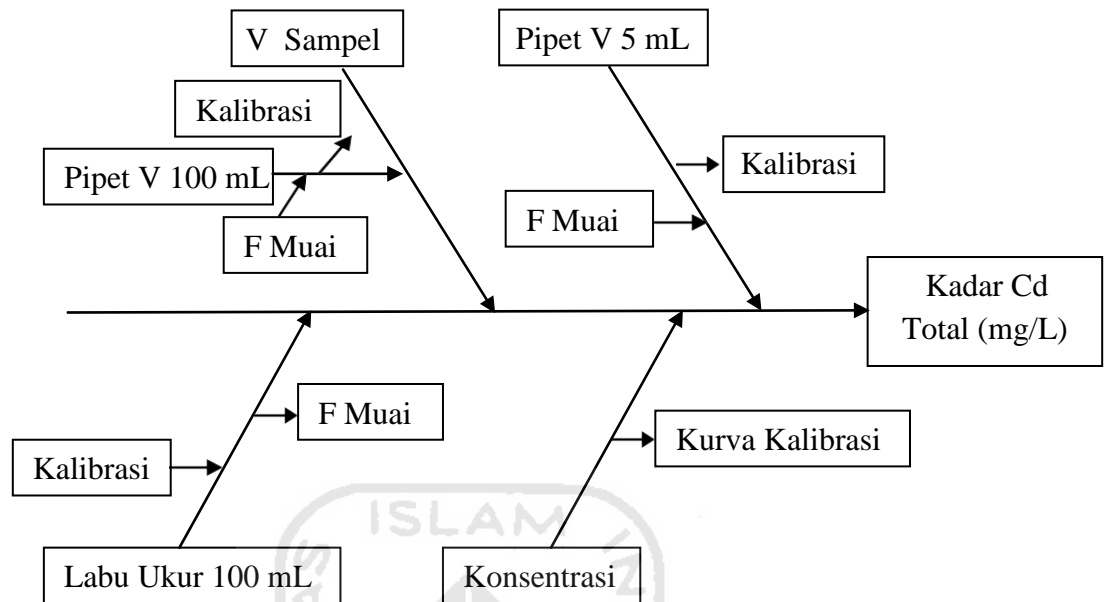 V Sampel
Pipet V 5 mL
Kalibrasi
Pipet V 100 mL
F Muai
Kalibrasi
F Muai
Kadar Cd
Total (mg/L)
F Muai
Kalibrasi
Kurva Kalibrasi
ISLAM
Labu Ukur 100 mL
Konsentrasi